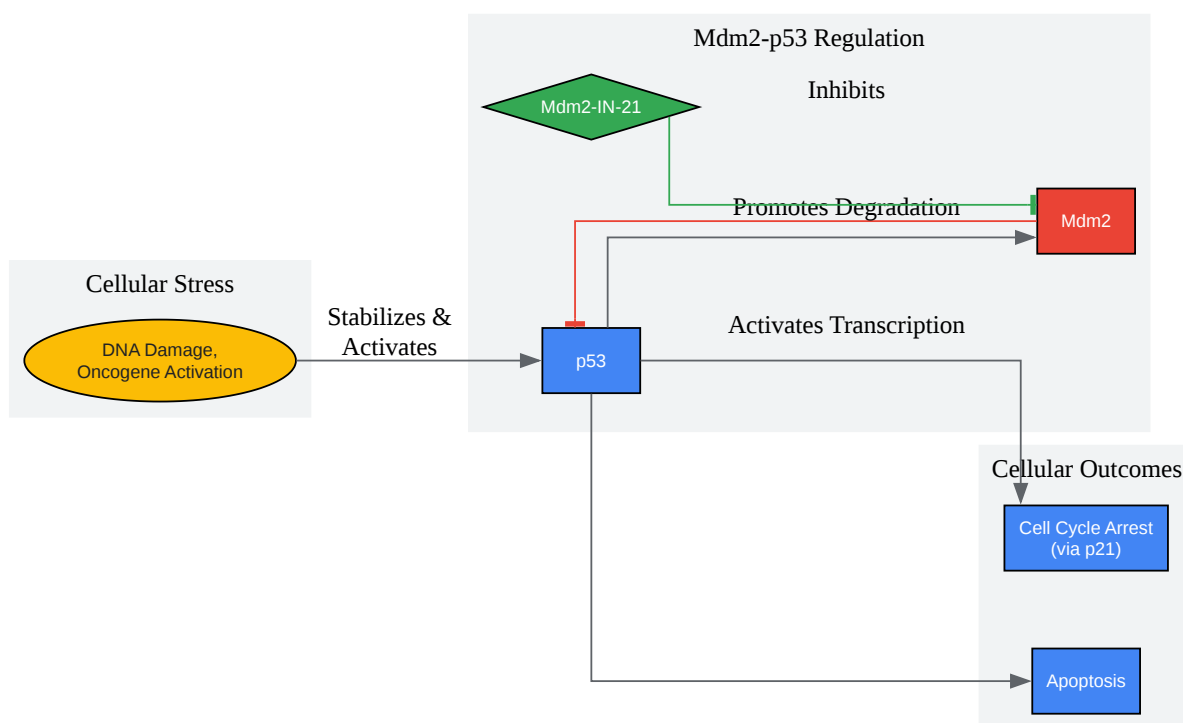 Mdm2-p53 Regulation
Inhibits
Mdm2-IN-21
Promotes Degradation
Mdm2
Cellular Stress
Stabilizes &
Activates
Activates Transcription
DNA Damage,
Oncogene Activation
p53
Cellular Outcomes
Cell Cycle Arrest
(via p21)
Apoptosis